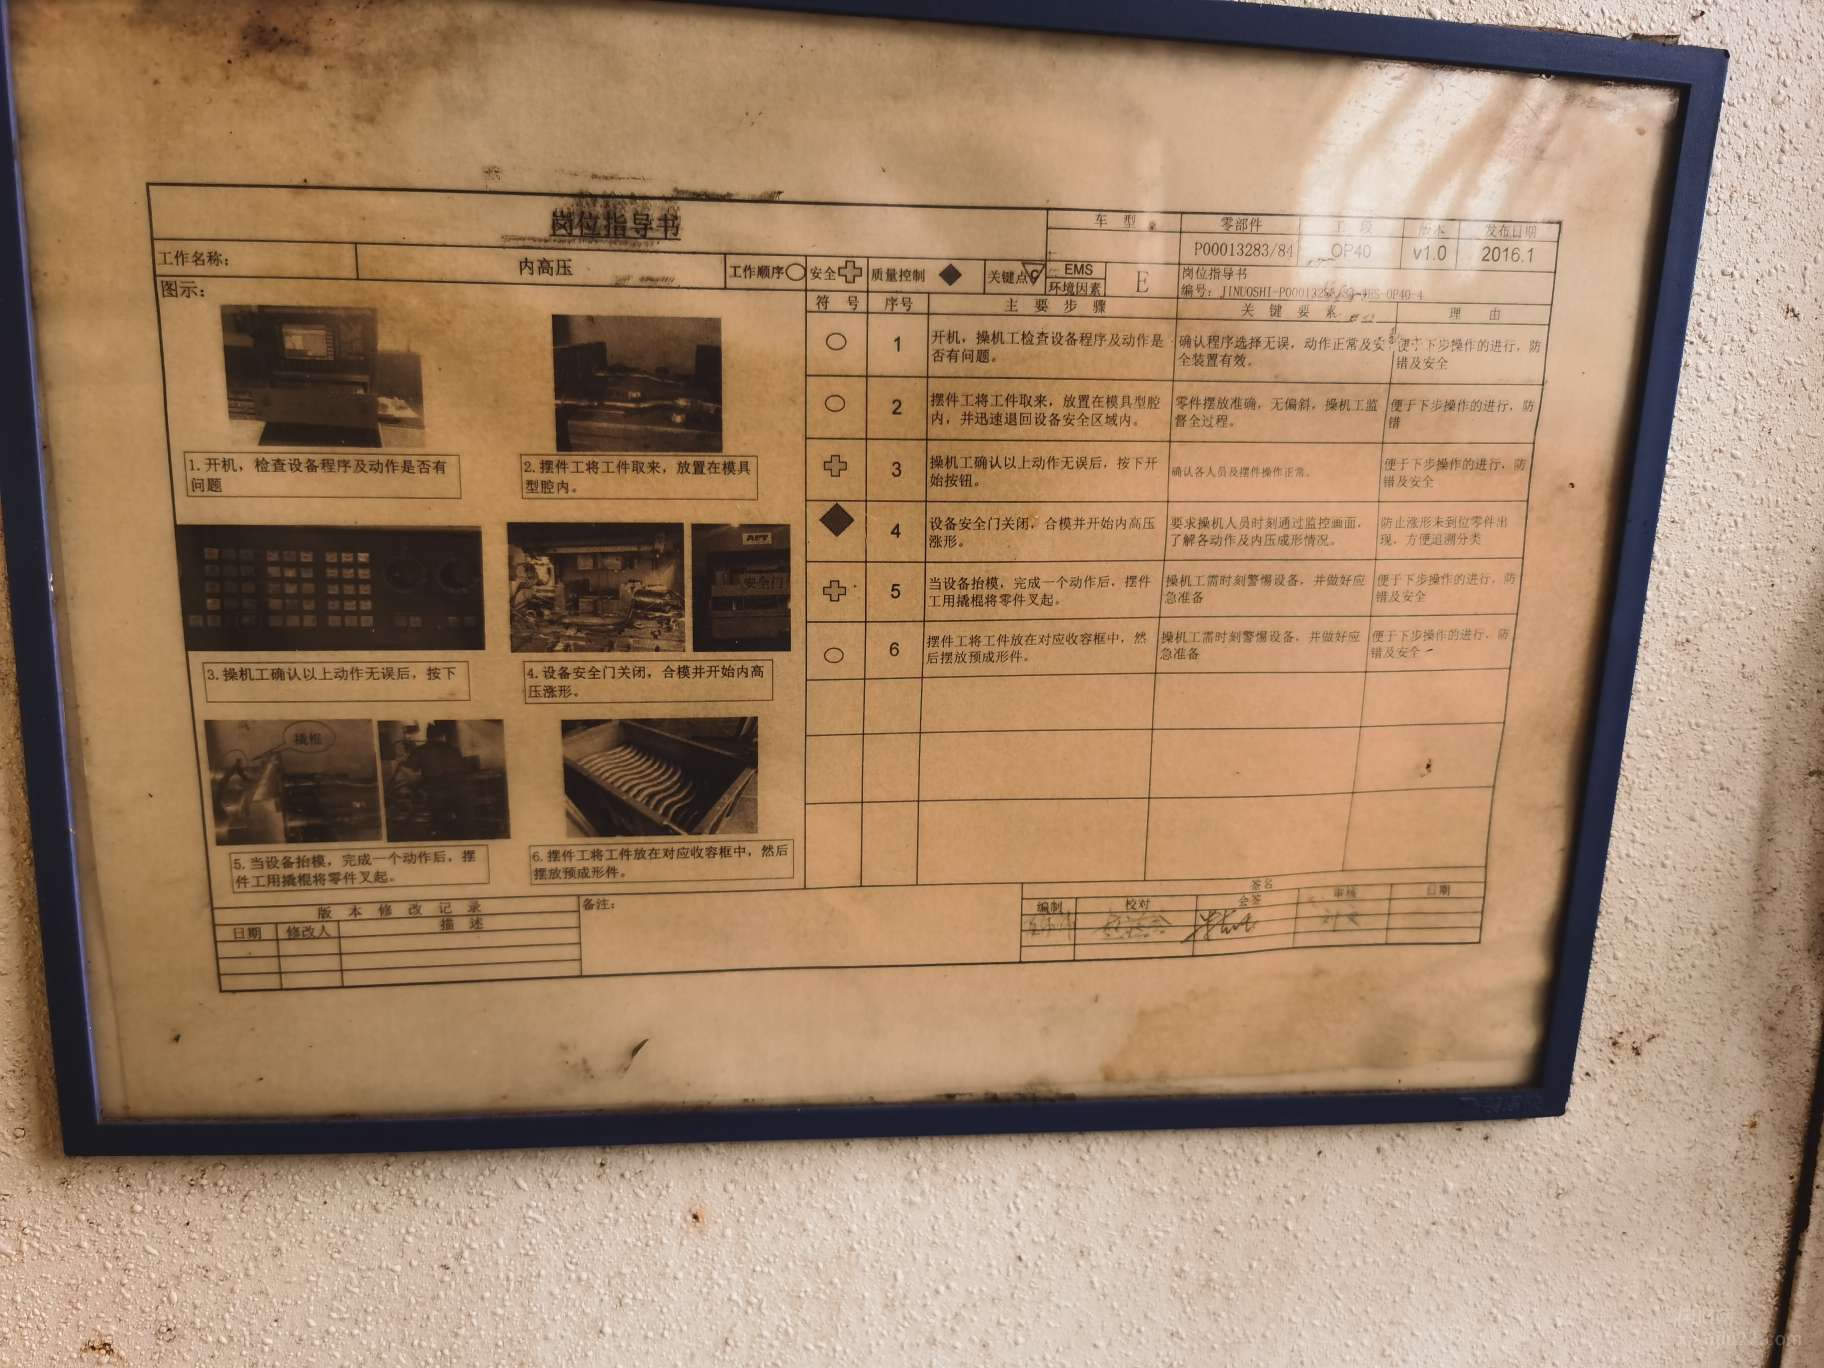 岗位指导书
车 型
零部件
工 段
版本
发布日期
P00013283/84
OP40
v1.0
2016.1
工作名称:
内高压
工作顺序
安全
质量控制
关键点
C
EMS
环境因素
E
岗位指导书
编号:
图示:
符 号
序号
主 要 步 骤
关 键 要 素
理 由
1
开机，操机工检查设备程序及动作是
否有问题。
确认程序选择无误，动作正常及安
全装置有效。
便于下步操作的进行，防
错及安全
2
摆件工将工件取来，放置在模具型腔
内，并迅速退回设备安全区域内。
零件摆放准确，无偏斜，操机工监
督全过程。
便于下步操作的进行，防
错
3
操机工确认以上动作无误后，按下开
始按钮。
确认各人员及摆件操作正常。
便于下步操作的进行，防
错及安全
4
设备安全门关闭，合模并开始内高压
涨形。
要求操机人员时刻通过监控画面，
了解各动作及内压成形情况。
防止涨形未到位零件出
现，方便追溯分类
5
当设备抬模，完成一个动作后，摆件
工用撬棍将零件叉起。
操机工需时刻警惕设备，并做好应
急准备
便于下步操作的进行，防
错及安全
6
摆件工将工件放在对应收容框中，然
后摆放预成形件。
操机工需时刻警惕设备，并做好应
急准备
便于下步操作的进行，防
错及安全
1.开机，检查设备程序及动作是否有
问题
2.摆件工将工件取来，放置在模具
型腔内。
APT
安全门
3.操机工确认以上动作无误后，按下
4.设备安全门关闭，合模并开始内高
压涨形。
撬棍
5.当设备抬模，完成一个动作后，摆
件工用撬棍将零件叉起。
6.摆件工将工件放在对应收容框中，然后
摆放预成形件。
版 本 修 改 记 录
日期
修改人
描 述
备注:
签名
编制
校对
会签
审核
日期